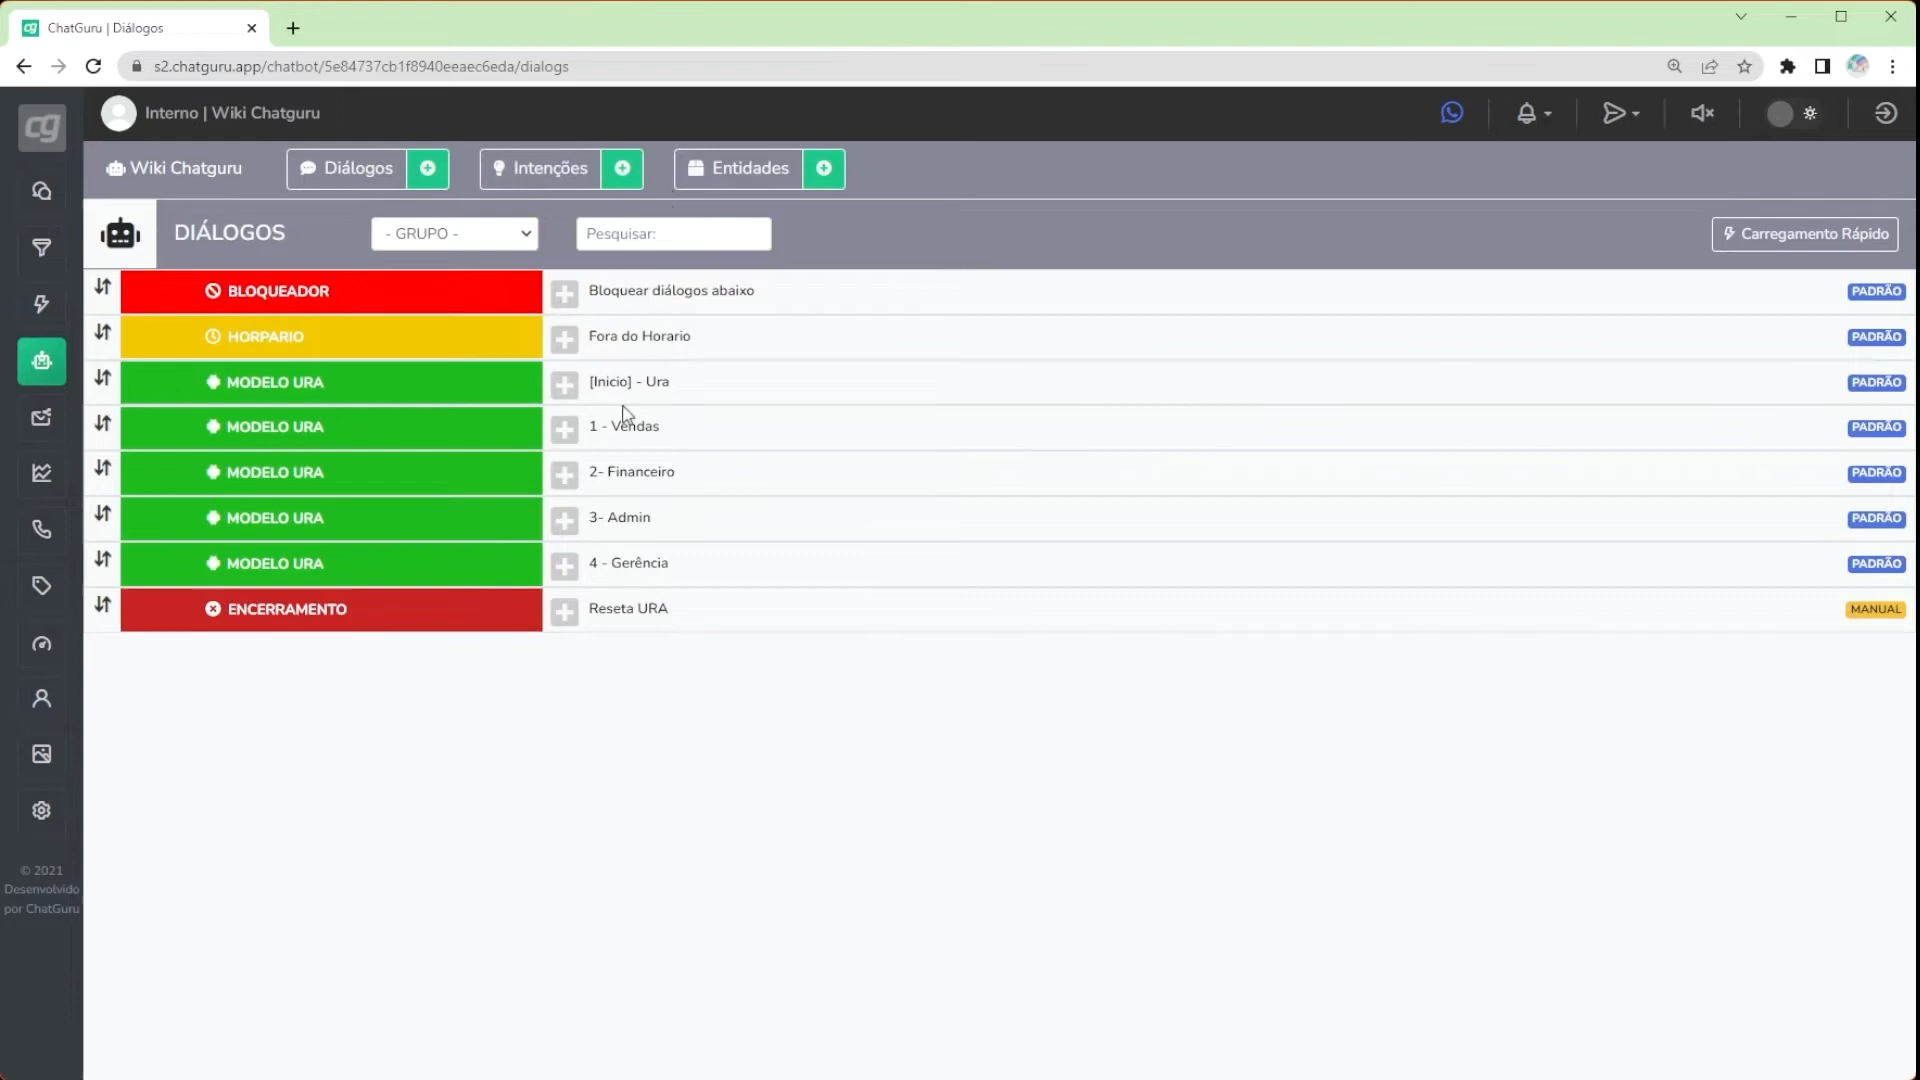 ChatGuru | Diálogos
s2.chatguru.app/chatbot/5e84737cb1f8940eeaec6eda/dialogs
cg
Interno | Wiki Chatguru
Wiki Chatguru
Diálogos
Intenções
Entidades
DIÁLOGOS
- GRUPO -
Pesquisar:
Carregamento Rápido
BLOQUEADOR Bloquear diálogos abaixo PADRÃO
HORPARIO Fora do Horario PADRÃO
MODELO URA [Inicio] - Ura PADRÃO
MODELO URA 1 - Vendas PADRÃO
MODELO URA 2- Financeiro PADRÃO
MODELO URA 3- Admin PADRÃO
MODELO URA 4 - Gerência PADRÃO
ENCERRAMENTO Reseta URA MANUAL
© 2021
Desenvolvido
por ChatGuru